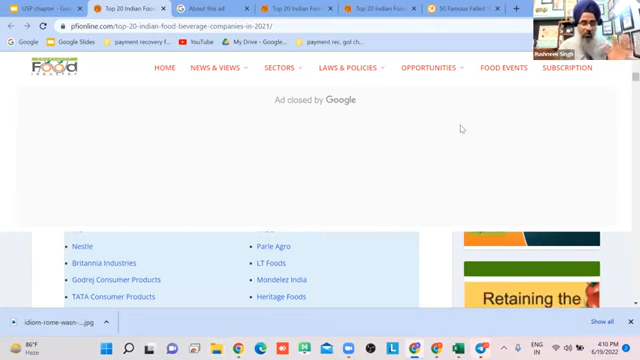 USP chapter - Goo
Top 20 Indian Food
About this ad
Top 20 Indian Food
Top 20 Indian Food
50 Famous Failed
pfionline.com/top-20-indian-food-beverage-companies-in-2021/
Google
Google Slides
payment recovery f
YouTube
My Drive - Google...
payment rec. gol ch
Rushneek Singh
Food
INDUSTRY
HOME
NEWS & VIEWS
SECTORS
LAWS & POLICIES
OPPORTUNITIES
FOOD EVENTS
SUBSCRIPTION
Ad closed by Google
Nestle
Parle Agro
Britannia Industries
LT Foods
Godrej Consumer Products
Mondelez India
TATA Consumer Products
Heritage Foods
Retaining the
idiom-rome-wasn-....jpg
Show all
86°F
Haze
ENG
IN
4:10 PM
6/19/2022